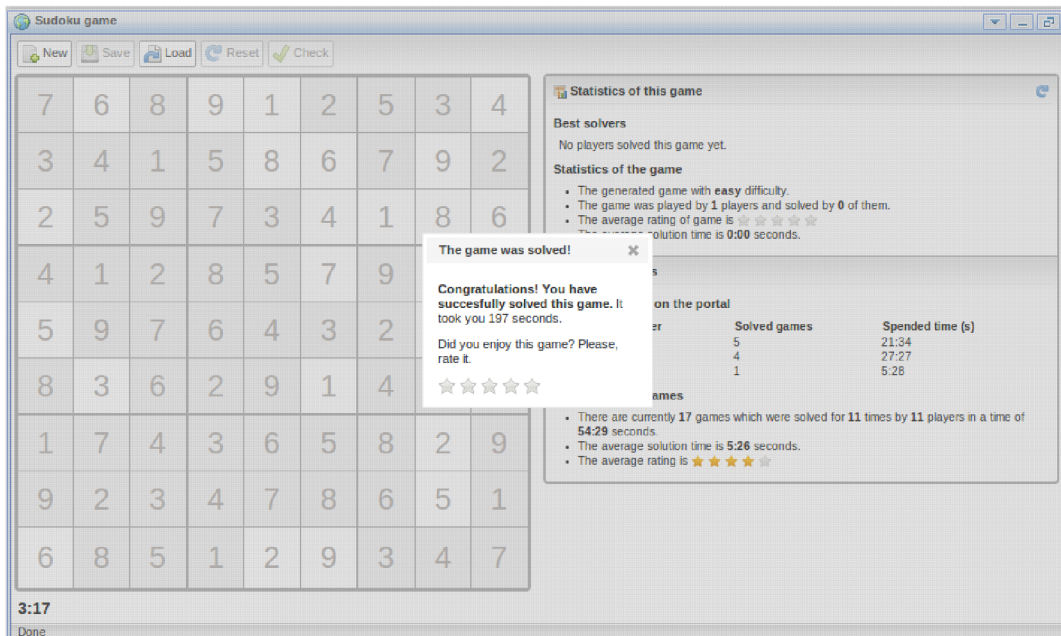 Sudoku game
New Save Load Reset Check
7 6 8 9 1 2 5 3 4
3 4 1 5 8 6 7 9 2
2 5 9 7 3 4 1 8 6
4 1 2 8 5 7 9
5 9 7 6 4 3 2
8 3 6 2 9 1 4
1 7 4 3 6 5 8 2 9
9 2 3 4 7 8 6 5 1
6 8 5 1 2 9 3 4 7
3:17
Done
Statistics of this game
Best solvers
No players solved this game yet.
Statistics of the game
The generated game with easy difficulty.
The game was played by 1 players and solved by 0 of them.
The average rating of game is
solution time is 0:00 seconds.
on the portal
Solved games Spended time (s)
5 21:34
4 27:27
1 5:28
There are currently 17 games which were solved for 11 times by 11 players in a time of
54:29 seconds.
The average solution time is 5:26 seconds.
The average rating is
The game was solved!
Congratulations! You have
succesfully solved this game. It
took you 197 seconds.
Did you enjoy this game? Please,
rate it.